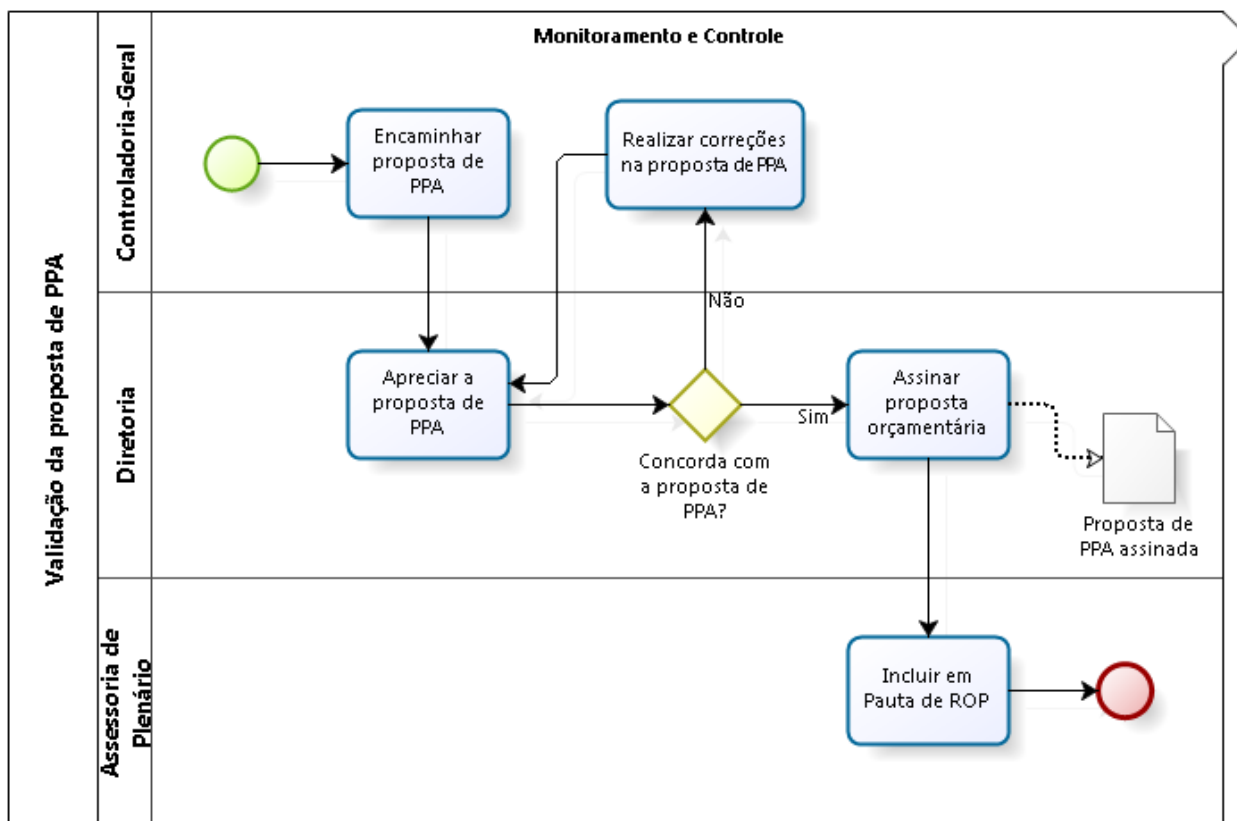 Validação da proposta de PPA
Monitoramento e Controle
Controladoria-Geral
Encaminhar
proposta de
PPA
Realizar correções
na proposta de PPA
Não
Diretoria
Apreciar a
proposta de
PPA
Concorda com
a proposta de
PPA?
Sim
Assinar
proposta
orçamentária
Proposta de
PPA assinada
Assessoria de
Plenário
Incluir em
Pauta de ROP